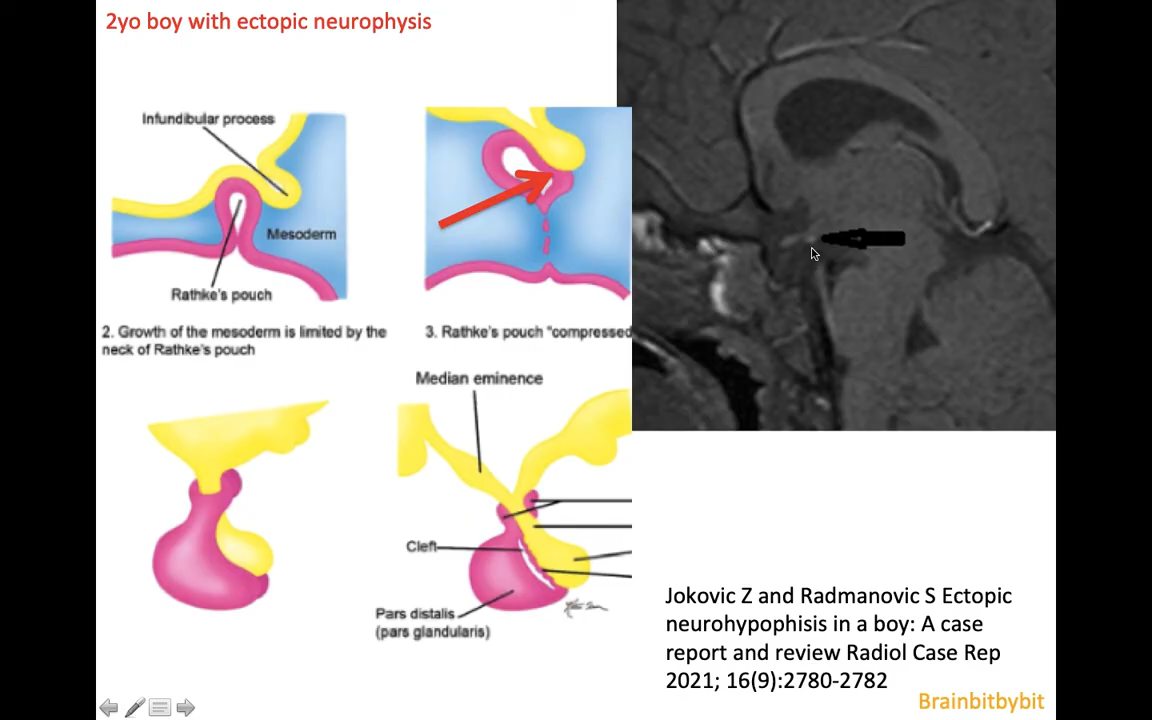 2yo boy with ectopic neurophysis
Infundibular process
Mesoderm
Rathke's pouch
2. Growth of the mesoderm is limited by the
neck of Rathke's pouch
3. Rathke's pouch "compressed
Median eminence
Cleft
Pars distalis
(pars glandularis)
Jokovic Z and Radmanovic S Ectopic
neurohypophisis in a boy: A case
report and review Radiol Case Rep
2021; 16(9):2780-2782
Brainbitbybit